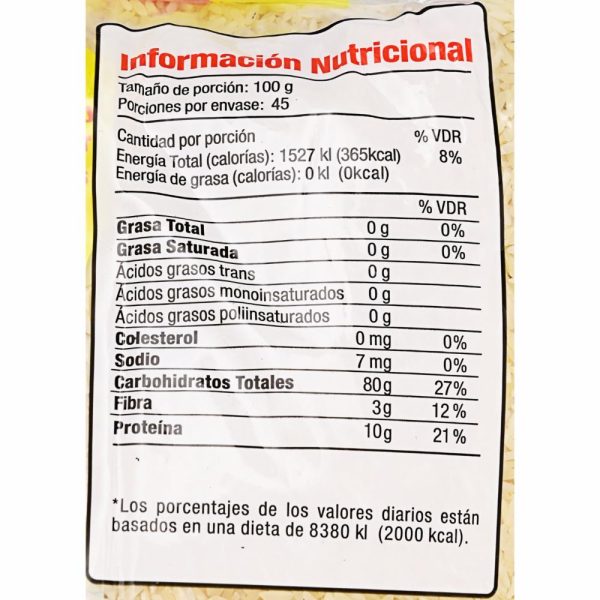 Información Nutricional
Tamaño de porción: 100 g
Porciones por envase: 45
Cantidad por porción % VDR
Energía Total (calorías): 1527 kl (365kcal) 8%
Energía de grasa (calorías): 0 kl (0kcal)
% VDR
Grasa Total 0 g 0%
Grasa Saturada 0 g 0%
Ácidos grasos trans 0 g
Ácidos grasos monoinsaturados 0 g
Ácidos grasos poliinsaturados 0 g
Colesterol 0 mg 0%
Sodio 7 mg 0%
Carbohidratos Totales 80g 27%
Fibra 3g 12%
Proteína 10g 21%
*Los porcentajes de los valores diarios están
basados en una dieta de 8380 kl (2000 kcal).